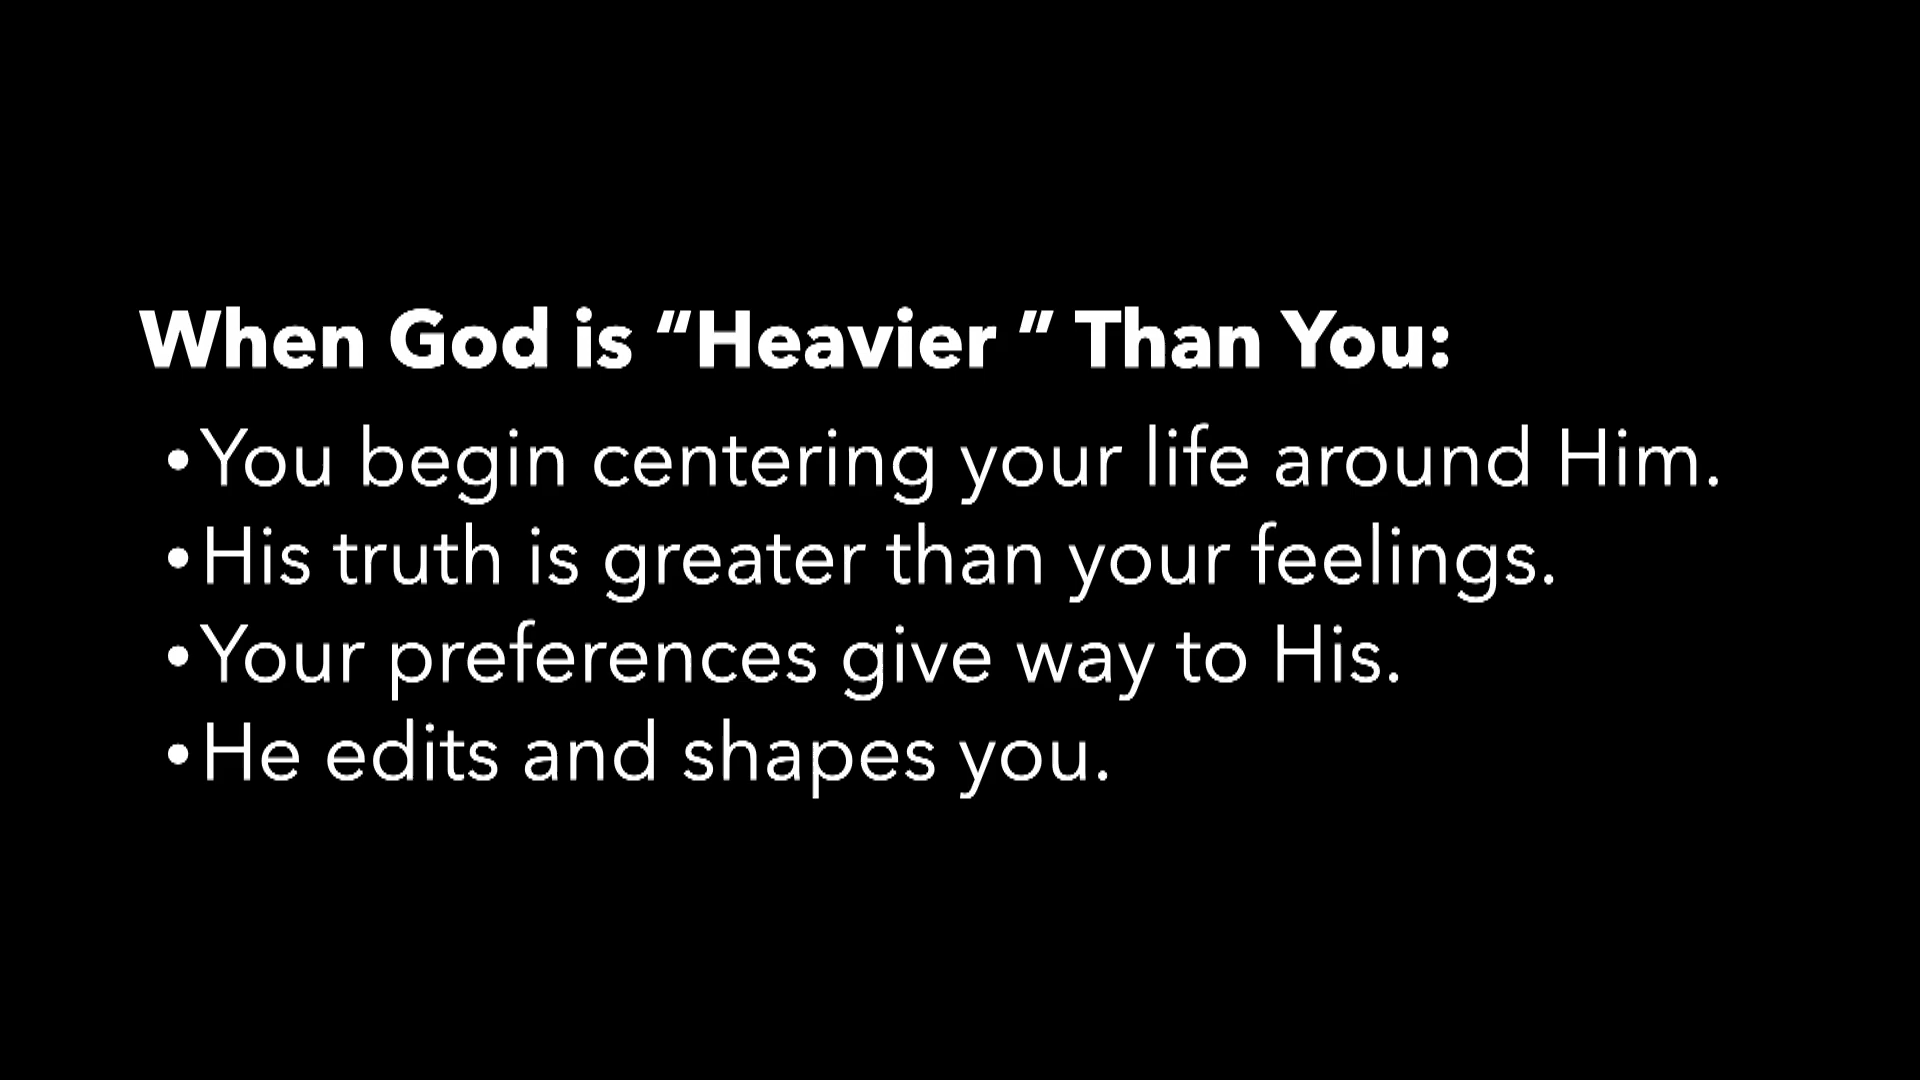 When God is “Heavier ” Than You:
•You begin centering your life around Him.
•His truth is greater than your feelings.
•Your preferences give way to His.
•He edits and shapes you.